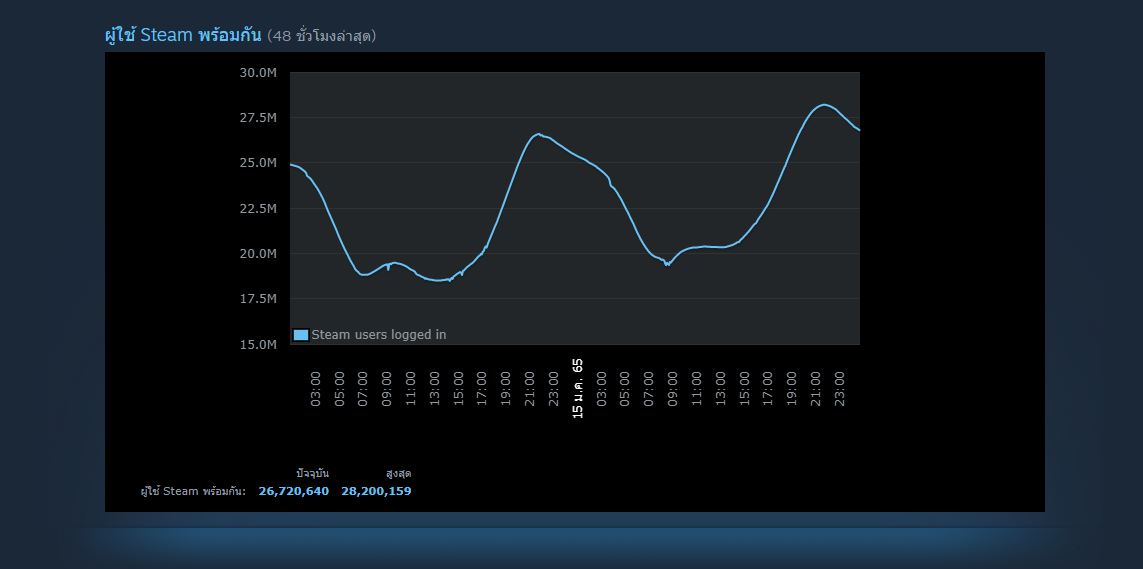 ผู้ใช้ Steam พร้อมกัน (48 ชั่วโมงล่าสุด)
30.0M
27.5M
25.0M
22.5M
20.0M
17.5M
15.0M
Steam users logged in
03:00 05:00 07:00 09:00 11:00 13:00 15:00 17:00 19:00 21:00 23:00 15 ม.ค. 65 03:00 05:00 07:00 09:00 11:00 13:00 15:00 17:00 19:00 21:00 23:00
ปัจจุบัน สูงสุด
ผู้ใช้ Steam พร้อมกัน: 26,720,640 28,200,159